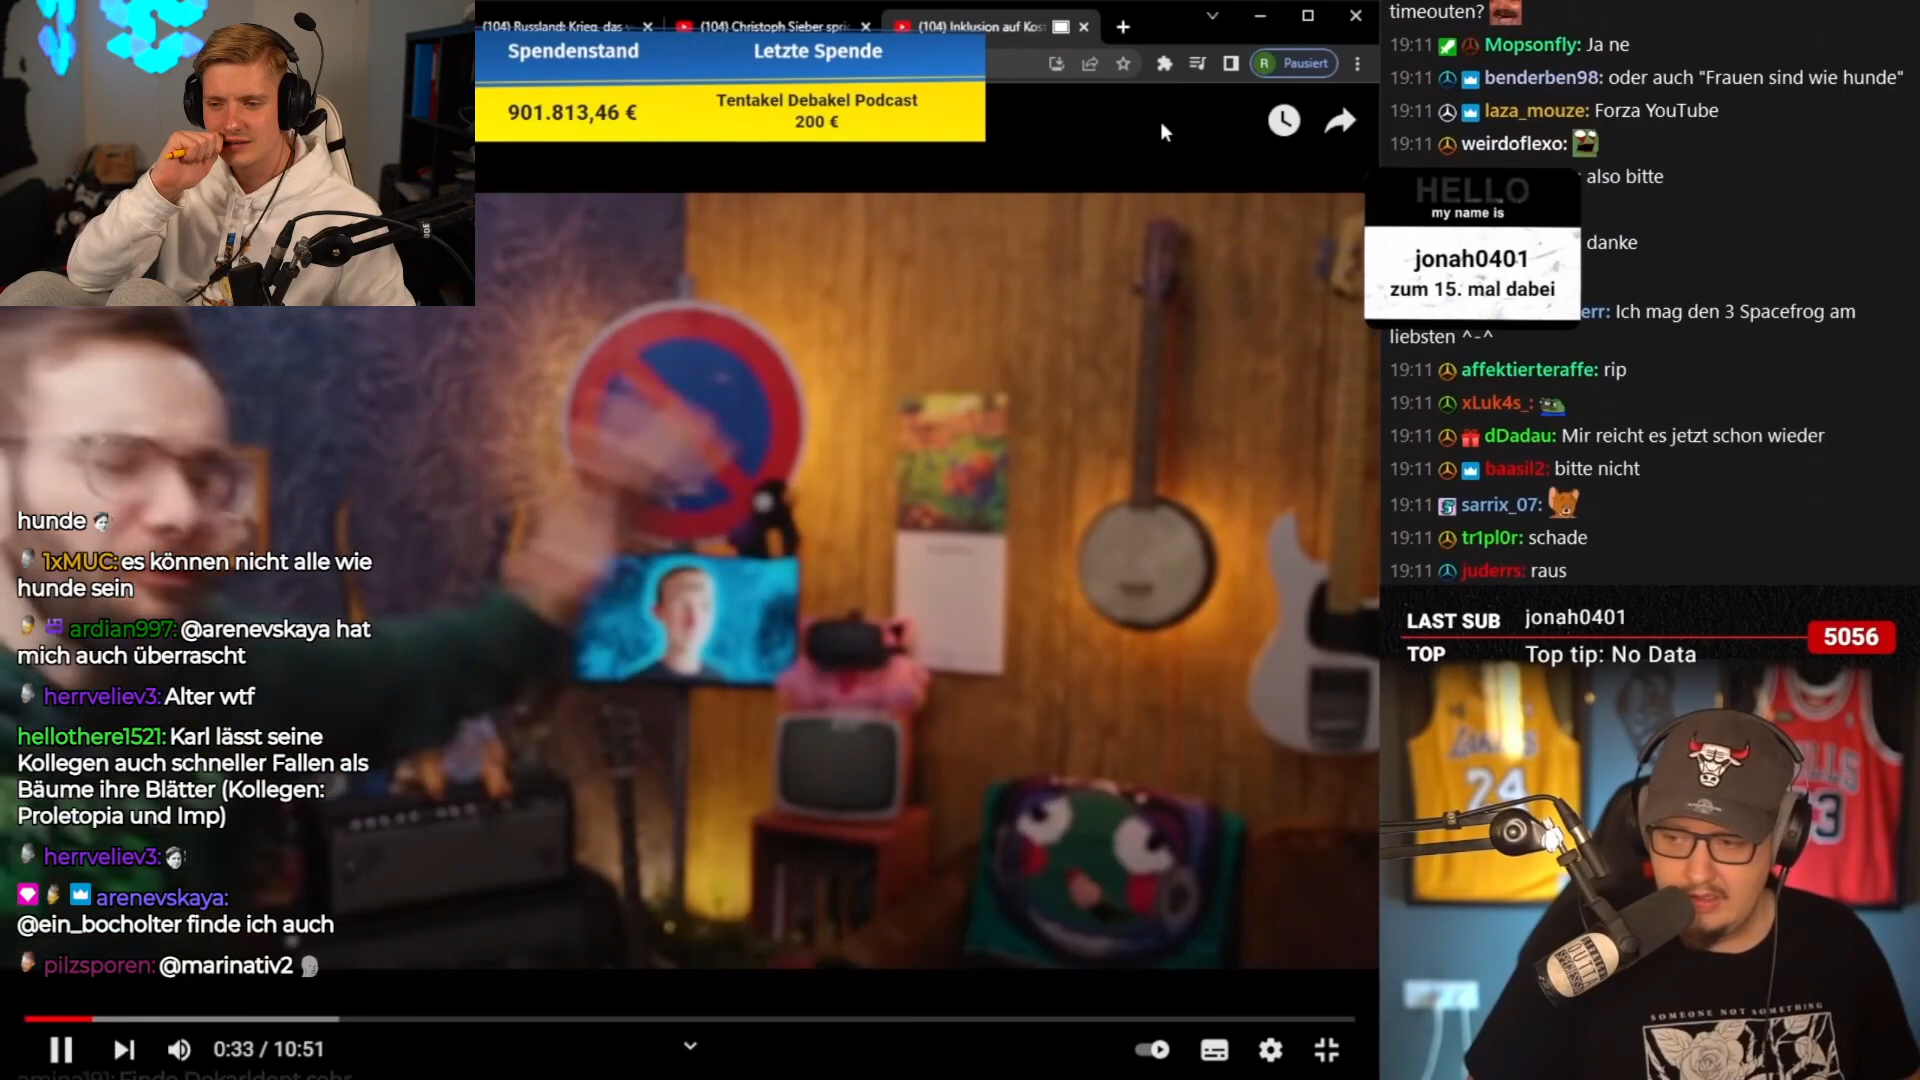 (104) Russland: Krieg, das
(104) Christoph Sieber spri
(104) Inklusion auf Kos
Spendenstand
Letzte Spende
901.813,46 €
Tentakel Debakel Podcast
200 €
R Pausiert
timeouten?
19:11 Mopsonfly: Ja ne
19:11 benderben98: oder auch "Frauen sind wie hunde"
19:11 laza_mouze: Forza YouTube
19:11 weirdoflexo:
also bitte
HELLO
my name is
danke
jonah0401
zum 15. mal dabei
err: Ich mag den 3 Spacefrog am
liebsten ^-^
19:11 affektierteraffe: rip
19:11 xLuk4s_:
19:11 dDadau: Mir reicht es jetzt schon wieder
19:11 baasil2: bitte nicht
19:11 sarrix_07:
19:11 tr1pl0r: schade
19:11 juderrs: raus
LAST SUB jonah0401
5056
TOP Top tip: No Data
hunde
1xMUC: es können nicht alle wie
hunde sein
ardian997: @arenevskaya hat
mich auch überrascht
herrveliev3: Alter wtf
hellothere1521: Karl lässt seine
Kollegen auch schneller Fallen als
Bäume ihre Blätter (Kollegen:
Proletopia und Imp)
herrveliev3:
arenevskaya:
@ein_bocholter finde ich auch
pilzsporen: @marinativ2
24
SOMEONE NOT SOMETHING
0:33 / 10:51